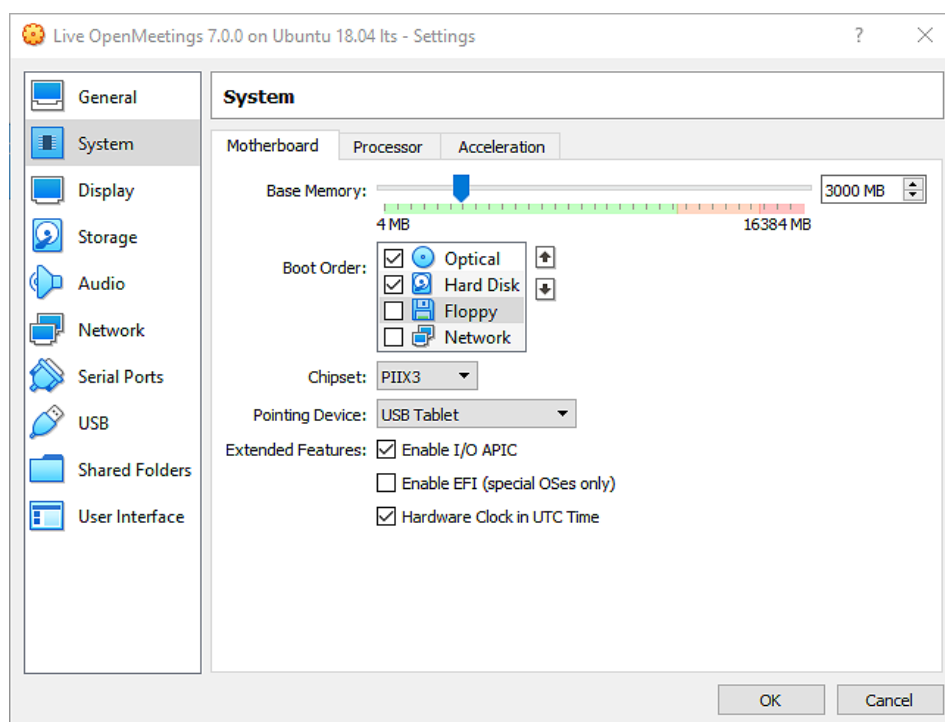 Live OpenMeetings 7.0.0 on Ubuntu 18.04 lts - Settings
?
General
System
Display
Storage
Audio
Network
Serial Ports
USB
Shared Folders
User Interface
System
Motherboard Processor Acceleration
Base Memory: 3000 MB
4 MB 16384 MB
Boot Order:
Optical
Hard Disk
Floppy
Network
Chipset: PIIX3
Pointing Device: USB Tablet
Extended Features: Enable I/O APIC
Enable EFI (special OSes only)
Hardware Clock in UTC Time
OK Cancel